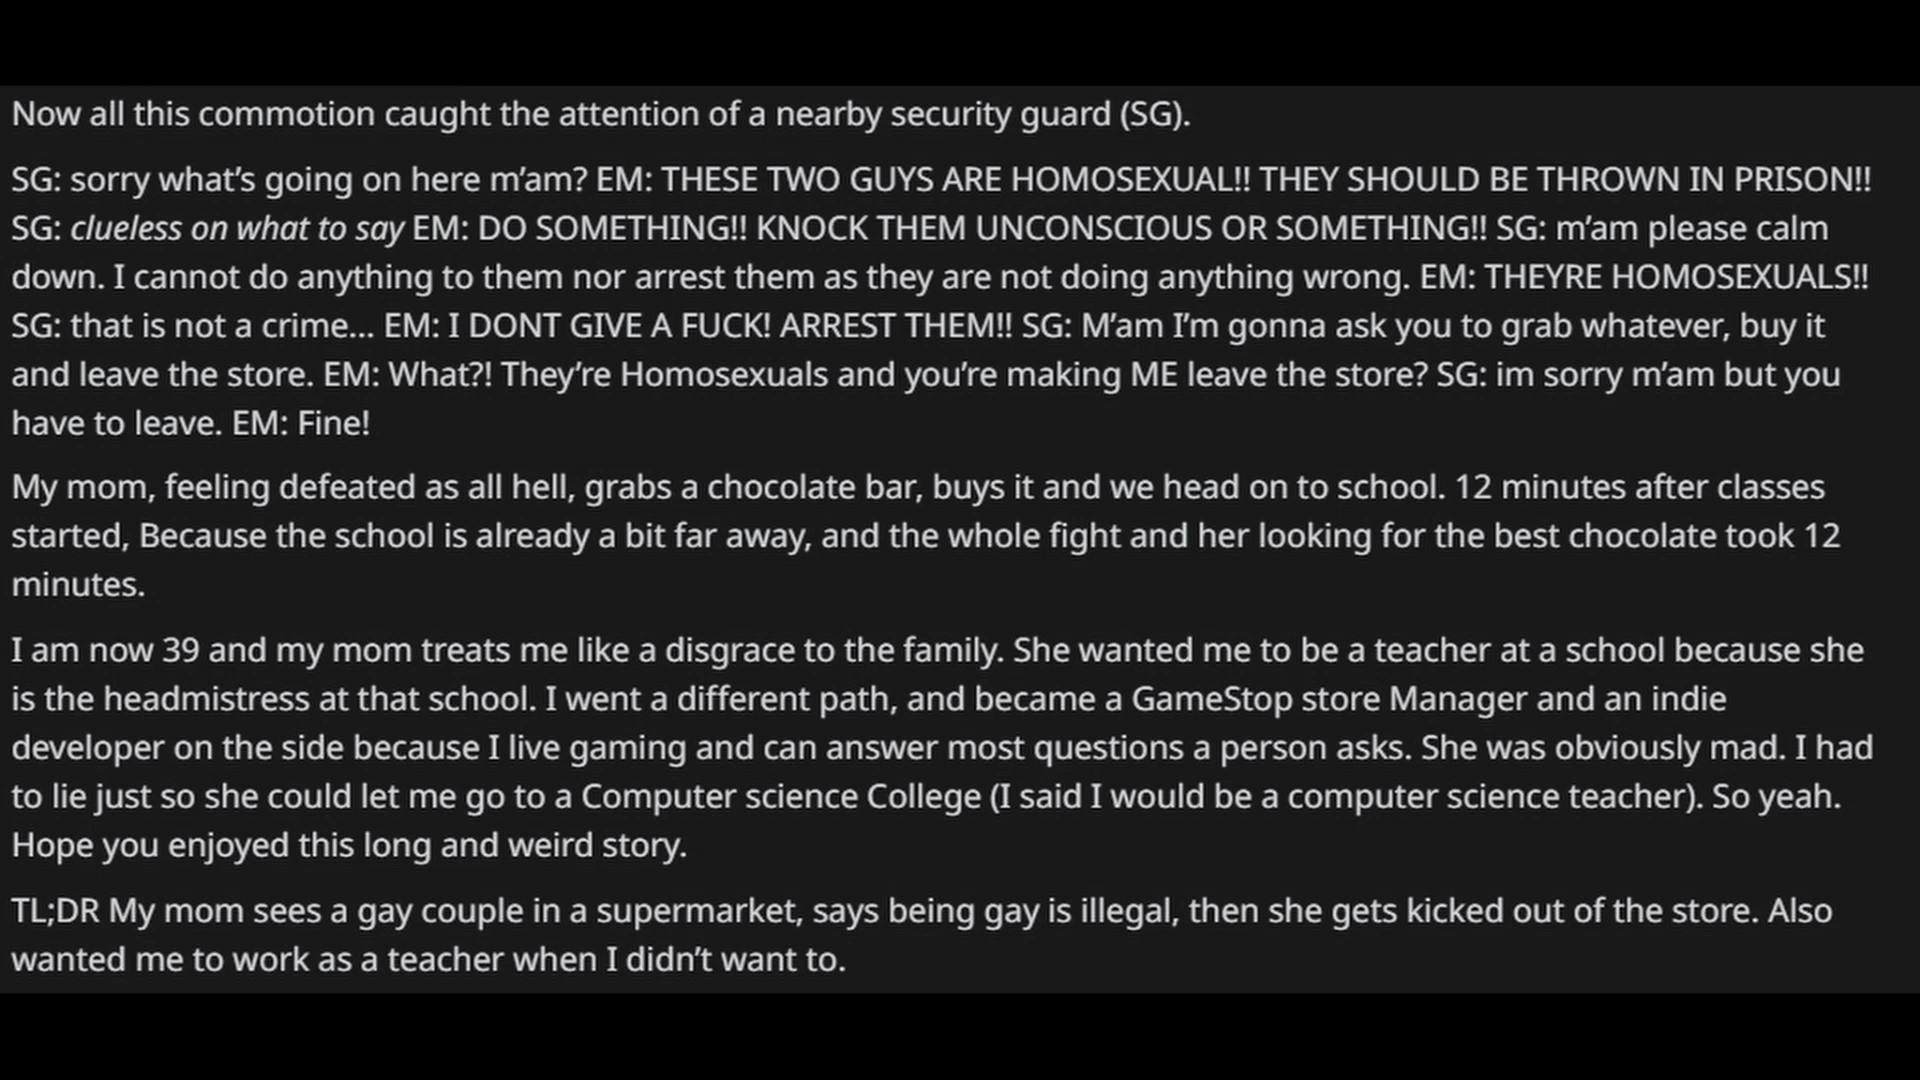 Now all this commotion caught the attention of a nearby security guard (SG).
SG: sorry what’s going on here m’am? EM: THESE TWO GUYS ARE HOMOSEXUAL!! THEY SHOULD BE THROWN IN PRISON!!
SG: clueless on what to say EM: DO SOMETHING!! KNOCK THEM UNCONSCIOUS OR SOMETHING!! SG: m’am please calm
down. I cannot do anything to them nor arrest them as they are not doing anything wrong. EM: THEYRE HOMOSEXUALS!!
SG: that is not a crime... EM: I DONT GIVE A FUCK! ARREST THEM!! SG: M’am I’m gonna ask you to grab whatever, buy it
and leave the store. EM: What?! They’re Homosexuals and you’re making ME leave the store? SG: im sorry m’am but you
have to leave. EM: Fine!
My mom, feeling defeated as all hell, grabs a chocolate bar, buys it and we head on to school. 12 minutes after classes
started, Because the school is already a bit far away, and the whole fight and her looking for the best chocolate took 12
minutes.
I am now 39 and my mom treats me like a disgrace to the family. She wanted me to be a teacher at a school because she
is the headmistress at that school. I went a different path, and became a GameStop store Manager and an indie
developer on the side because I live gaming and can answer most questions a person asks. She was obviously mad. I had
to lie just so she could let me go to a Computer science College (I said I would be a computer science teacher). So yeah.
Hope you enjoyed this long and weird story.
TL;DR My mom sees a gay couple in a supermarket, says being gay is illegal, then she gets kicked out of the store. Also
wanted me to work as a teacher when I didn’t want to.